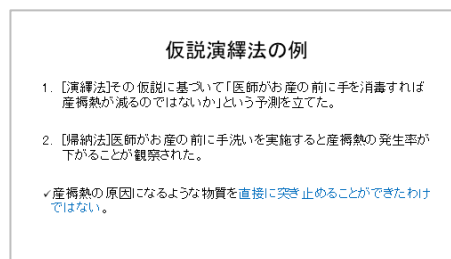 仮説演繹法の例
1. [演繹法]その仮説に基づいて「医師がお産の前に手を消毒すれば
産褥熱が減るのではないか」という予測を立てた。
2. [帰納法]医師がお産の前に手洗いを実施すると産褥熱の発生率が
下がることが観察された。
✓産褥熱の原因になるような物質を直接に突き止めることができたわけ
ではない。